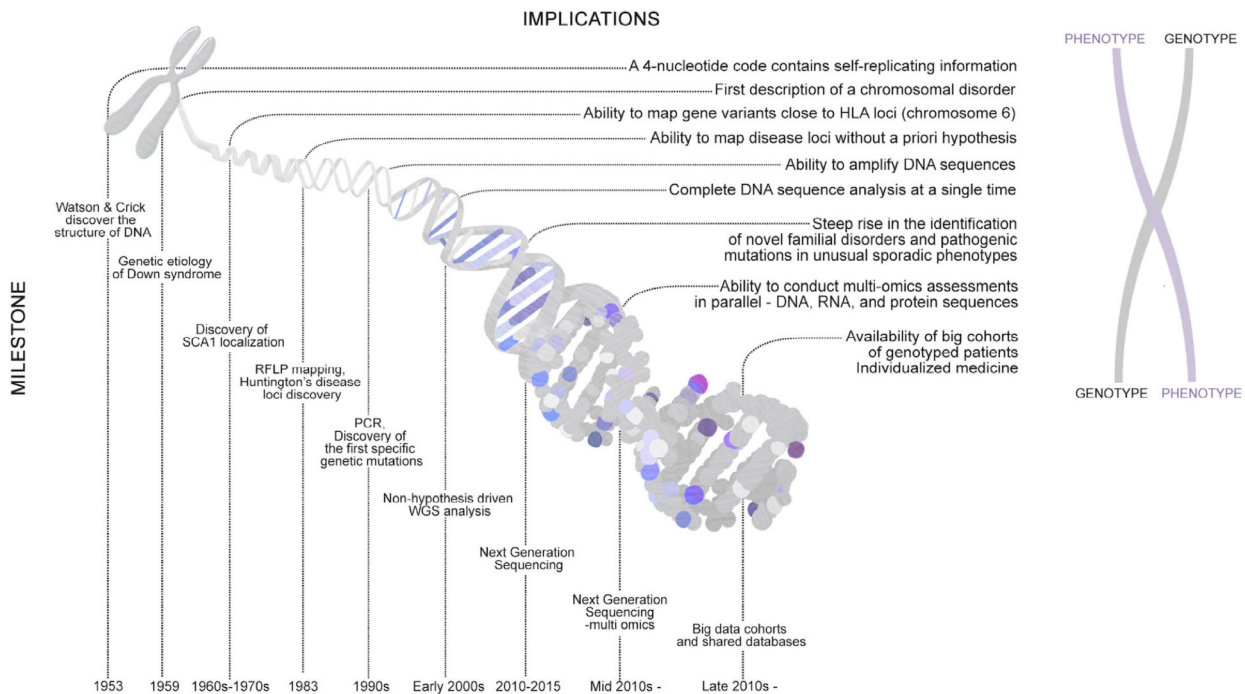 IMPLICATIONS
A 4-nucleotide code contains self-replicating information
First description of a chromosomal disorder
Ability to map gene variants close to HLA loci (chromosome 6)
Ability to map disease loci without a priori hypothesis
Ability to amplify DNA sequences
Complete DNA sequence analysis at a single time
Steep rise in the identification
of novel familial disorders and pathogenic
mutations in unusual sporadic phenotypes
Ability to conduct multi-omics assessments
in parallel - DNA, RNA, and protein sequences
Availability of big cohorts
of genotyped patients
Individualized medicine
PHENOTYPE GENOTYPE
GENOTYPE PHENOTYPE
MILESTONE
Watson & Crick
discover the
structure of DNA
Genetic etiology
of Down syndrome
Discovery of
SCA1 localization
RFLP mapping,
Huntington's disease
loci discovery
PCR,
Discovery of
the first specific
genetic mutations
Non-hypothesis driven
WGS analysis
Next Generation
Sequencing
Next Generation
Sequencing
-multi omics
Big data cohorts
and shared databases
1953 1959 1960s-1970s 1983 1990s Early 2000s 2010-2015 Mid 2010s - Late 2010s -